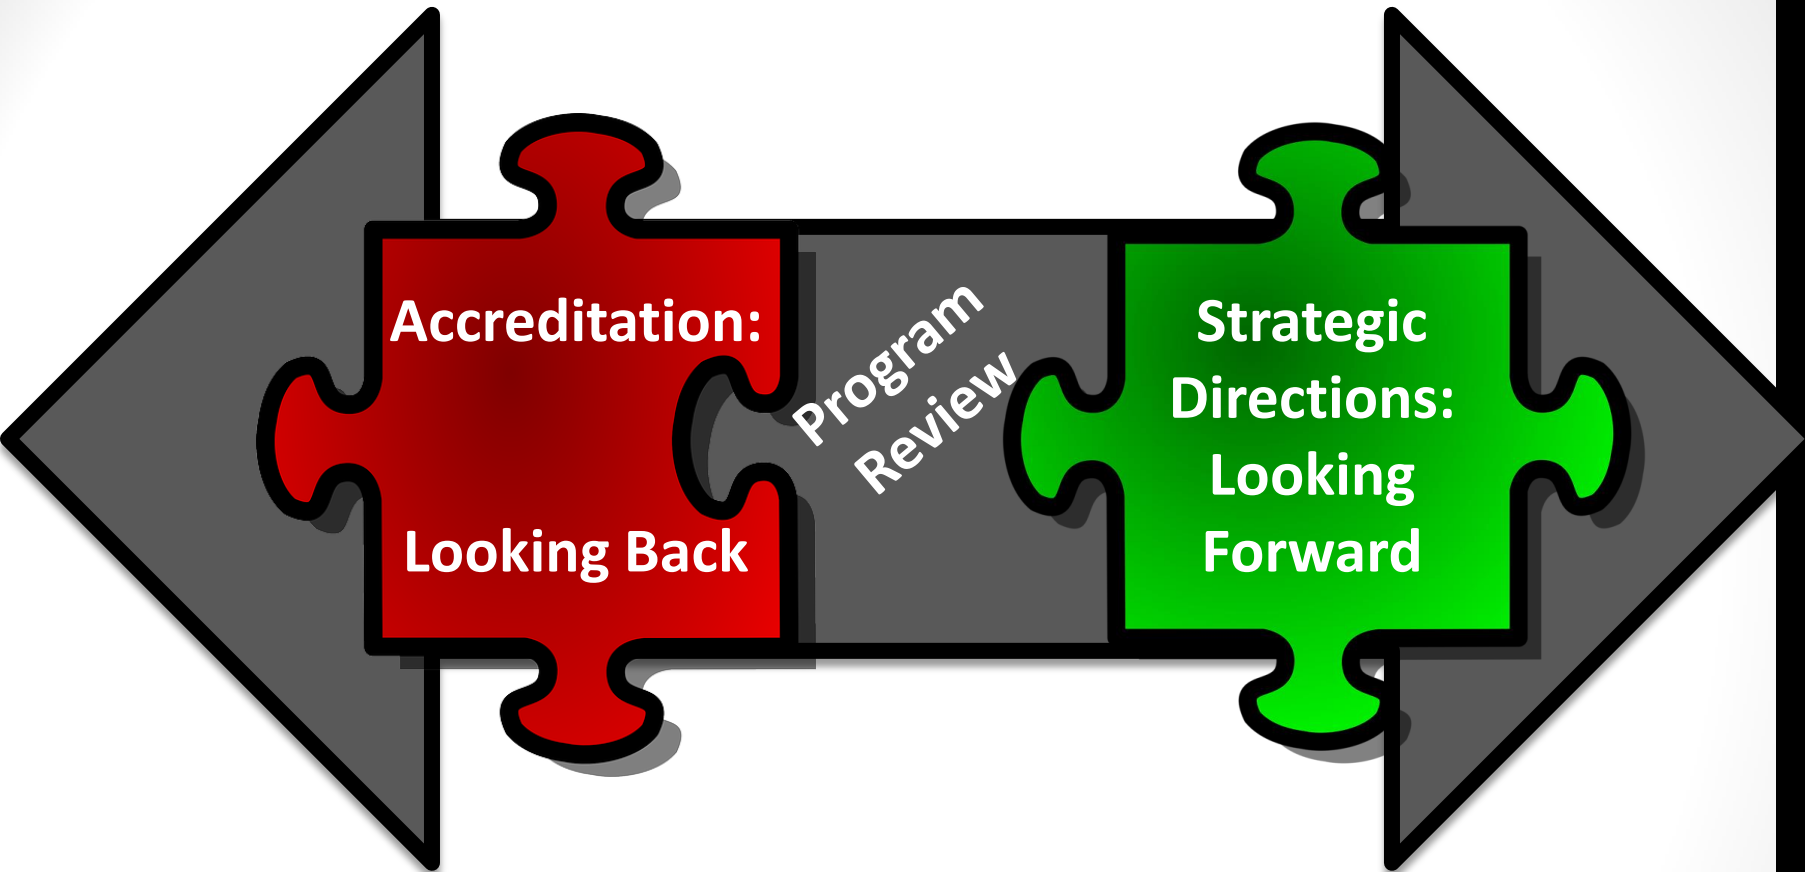 Accreditation:
Looking Back
Program
Review
Strategic
Directions:
Looking
Forward